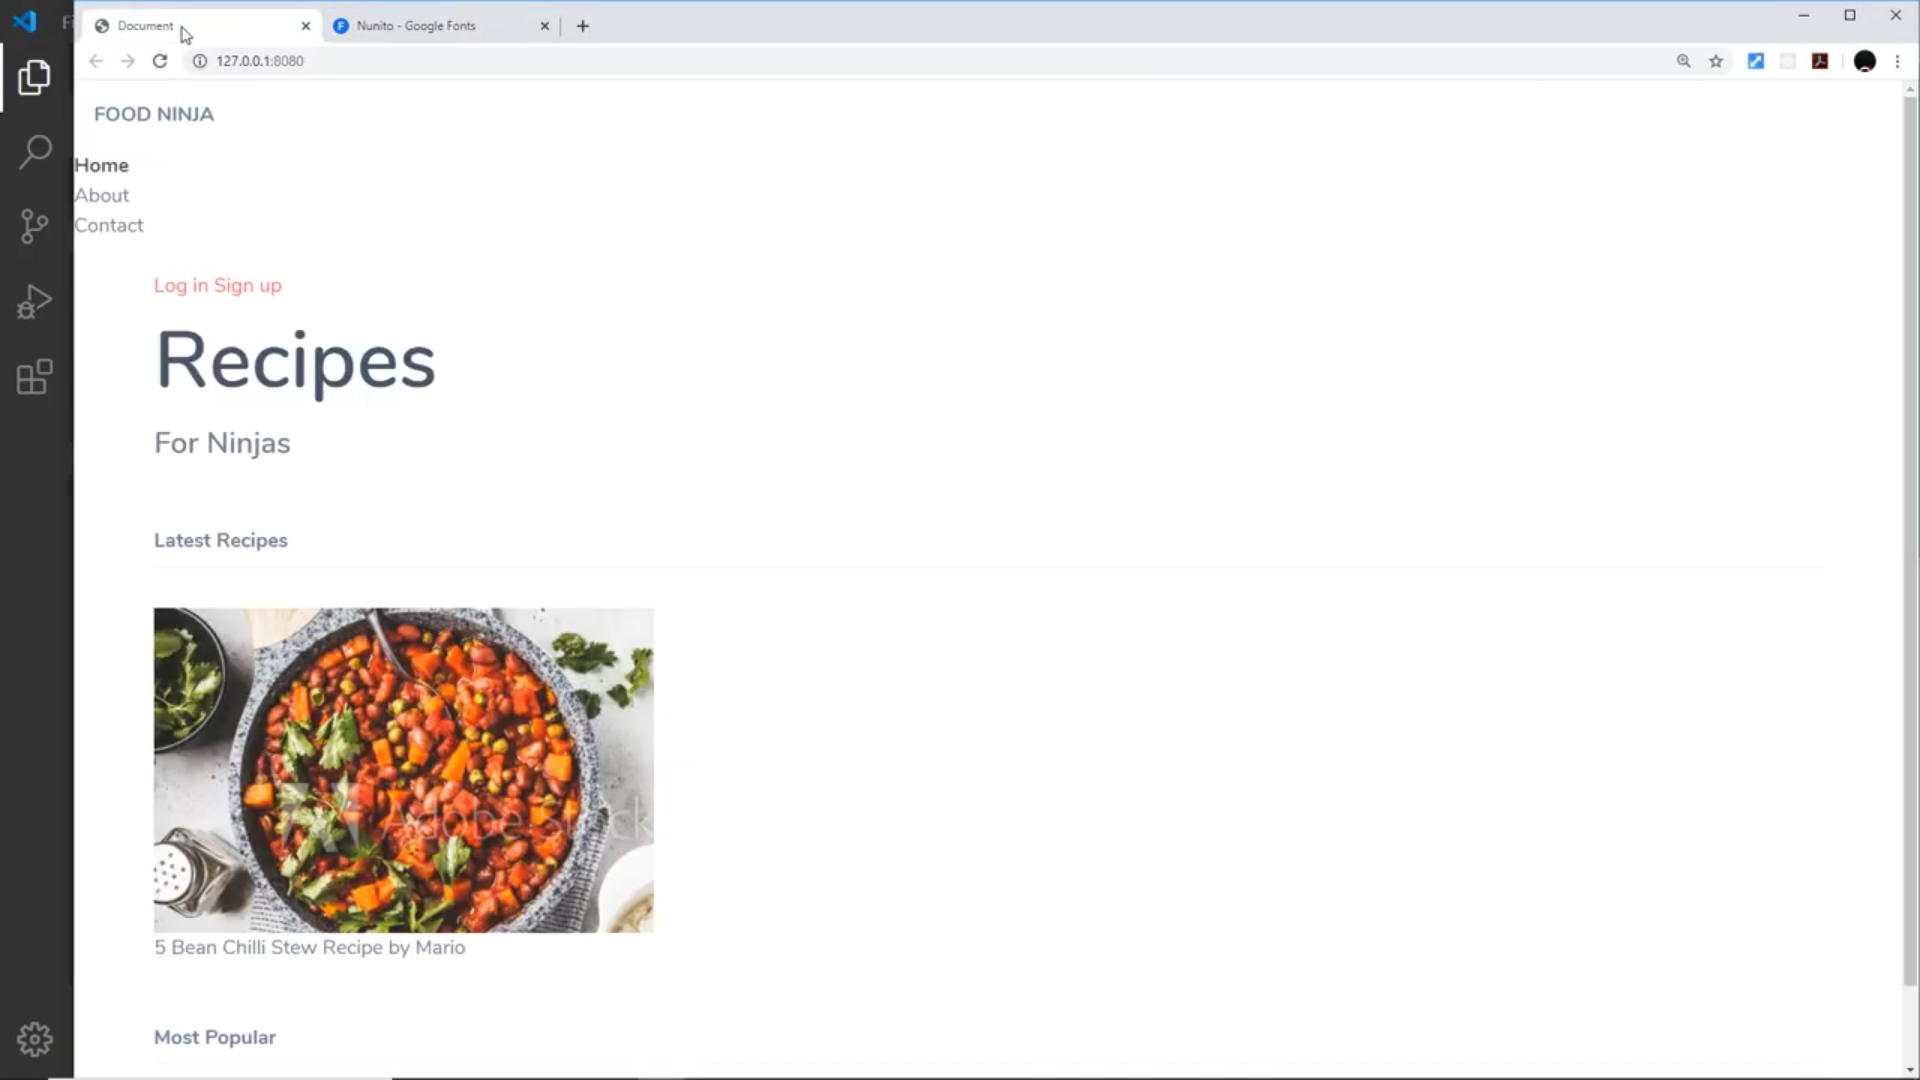 Document
Nunito - Google Fonts
127.0.0.1:8080
FOOD NINJA
Home
About
Contact
Log in Sign up
Recipes
For Ninjas
Latest Recipes
Adobe Stock
5 Bean Chilli Stew Recipe by Mario
Most Popular